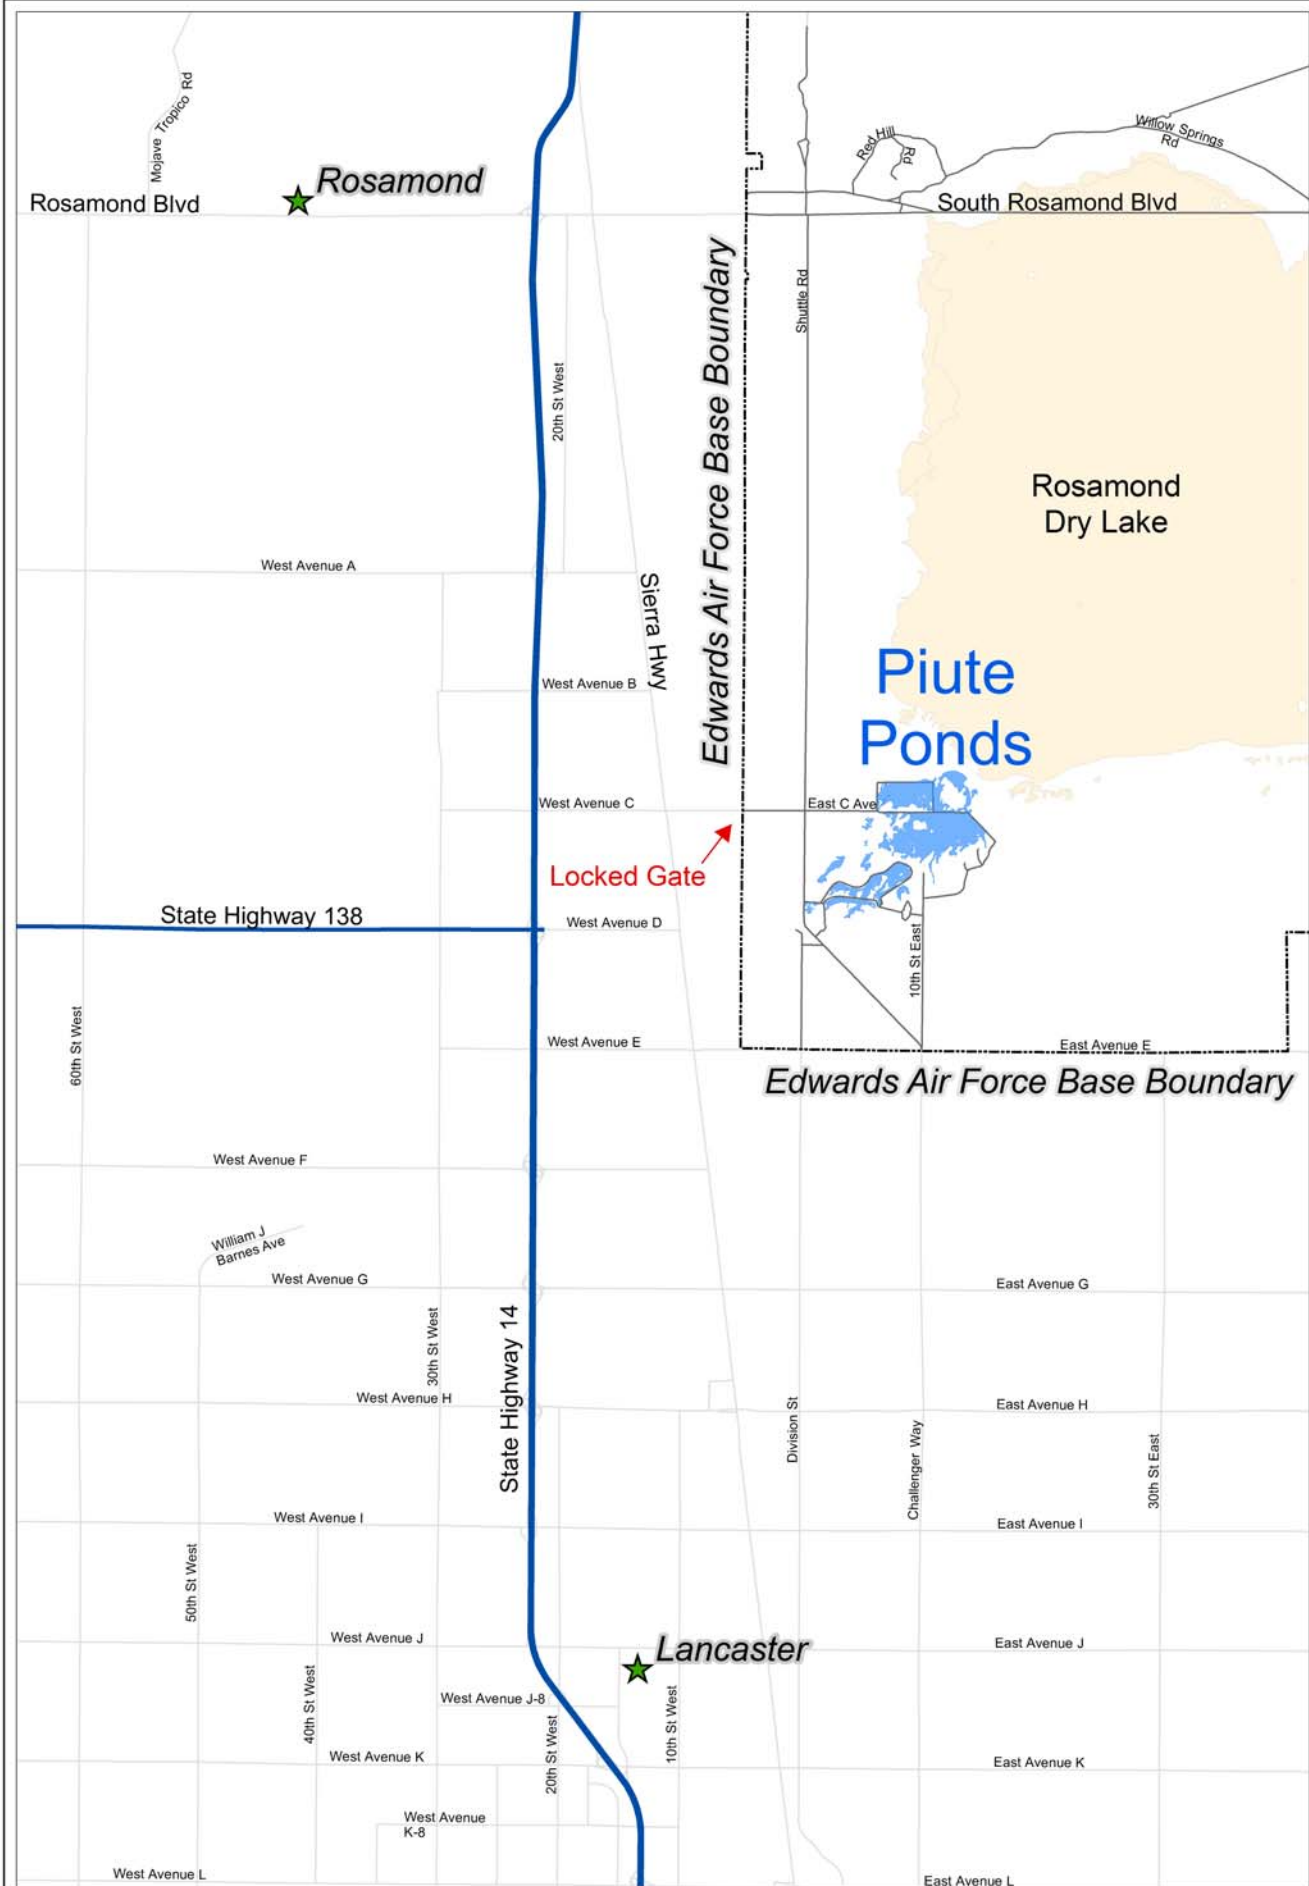 Mojave Tropico Rd
Rosamond
Rosamond Blvd
Red Hill
Rd
Willow Springs
Rd
South Rosamond Blvd
Edwards Air Force Base Boundary
Shuttle Rd
20th St West
Rosamond
Dry Lake
West Avenue A
Sierra Hwy
Piute
Ponds
West Avenue B
West Avenue C
East C Ave
Locked Gate
State Highway 138
West Avenue D
10th St East
60th St West
West Avenue E
East Avenue E
Edwards Air Force Base Boundary
West Avenue F
William J
Barnes Ave
West Avenue G
East Avenue G
30th St West
State Highway 14
West Avenue H
East Avenue H
Division St
Challenger Way
30th St East
West Avenue I
East Avenue I
50th St West
West Avenue J
East Avenue J
Lancaster
40th St West
West Avenue J-8
20th St West
10th St West
West Avenue K
East Avenue K
West Avenue
K-8
West Avenue L
East Avenue L